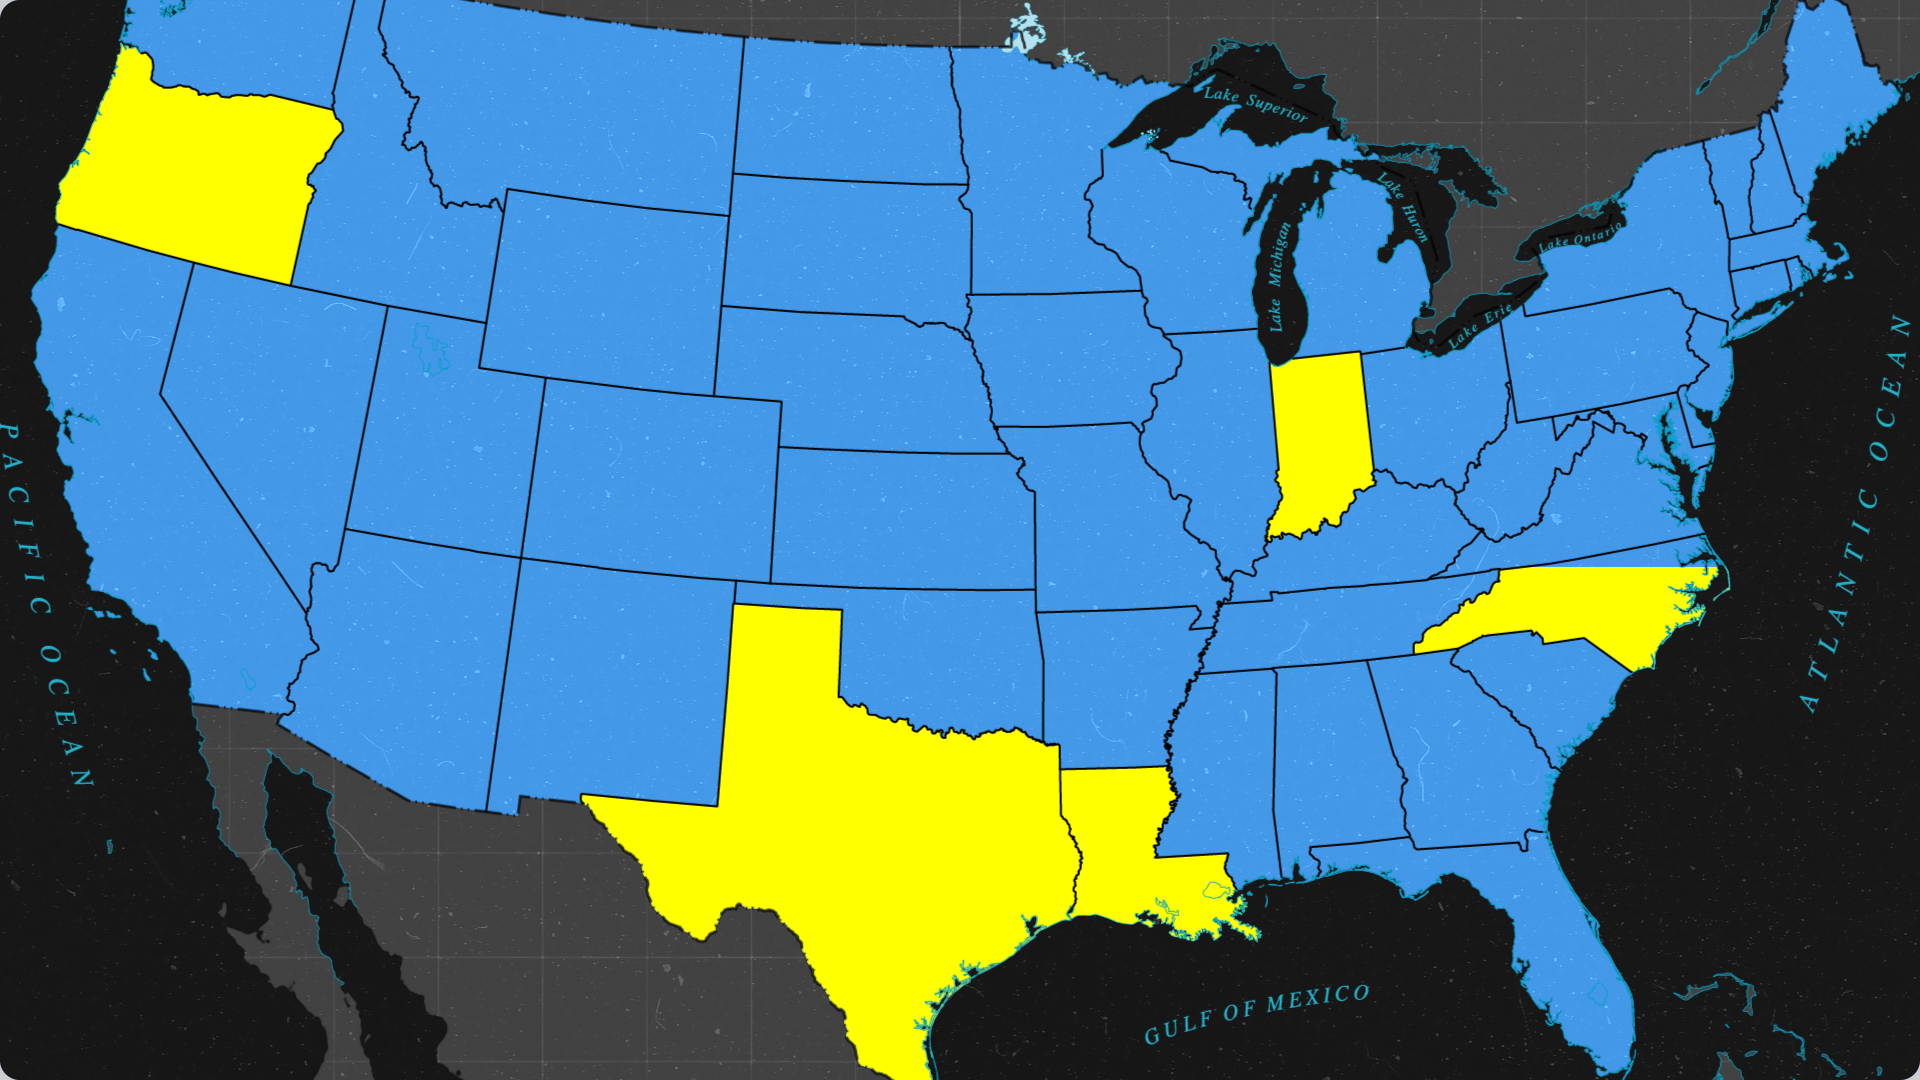 Lake Superior
Lake Huron
Lake Michigan
Lake Ontario
Lake Erie
PACIFIC OCEAN
ATLANTIC OCEAN
GULF OF MEXICO